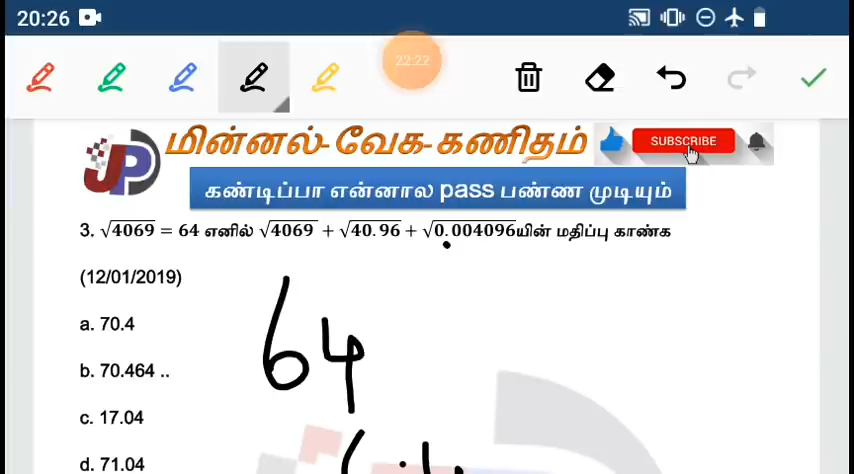 20:26
22:22
JP
மின்னல்-வேக-கணிதம்
SUBSCRIBE
கண்டிப்பா என்னால pass பண்ண முடியும்
3. √4069 = 64 எனில் √4069 + √40.96 + √0.004096யின் மதிப்பு காண்க
(12/01/2019)
a. 70.4
64
b. 70.464 ..
c. 17.04
d. 71.04